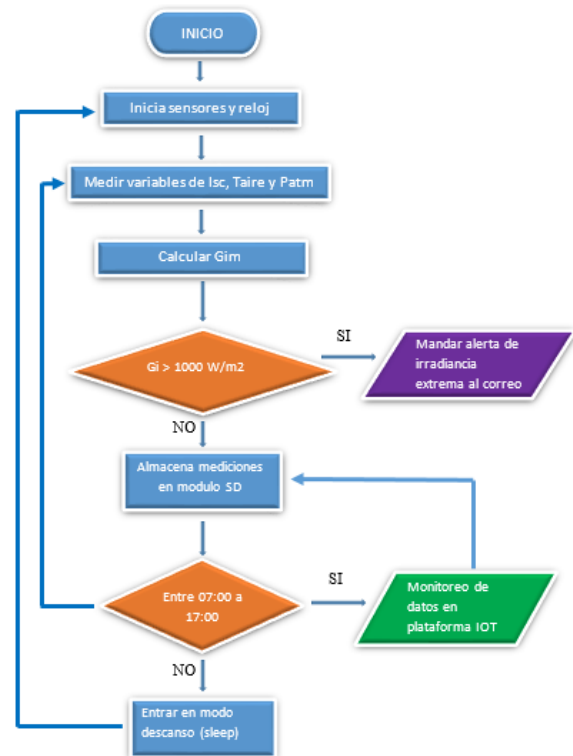 INICIO
Inicia sensores y reloj
Medir variables de Isc, Taire y Patm
Calcular Gim
Gi > 1000 W/m2
SI
Mandar alerta de
irradiancia
extrema al correo
NO
Almacena mediciones
en modulo SD
Entre 07:00 a
17:00
SI
Monitoreo de
datos en
plataforma IOT
NO
Entrar en modo
descanso (sleep)